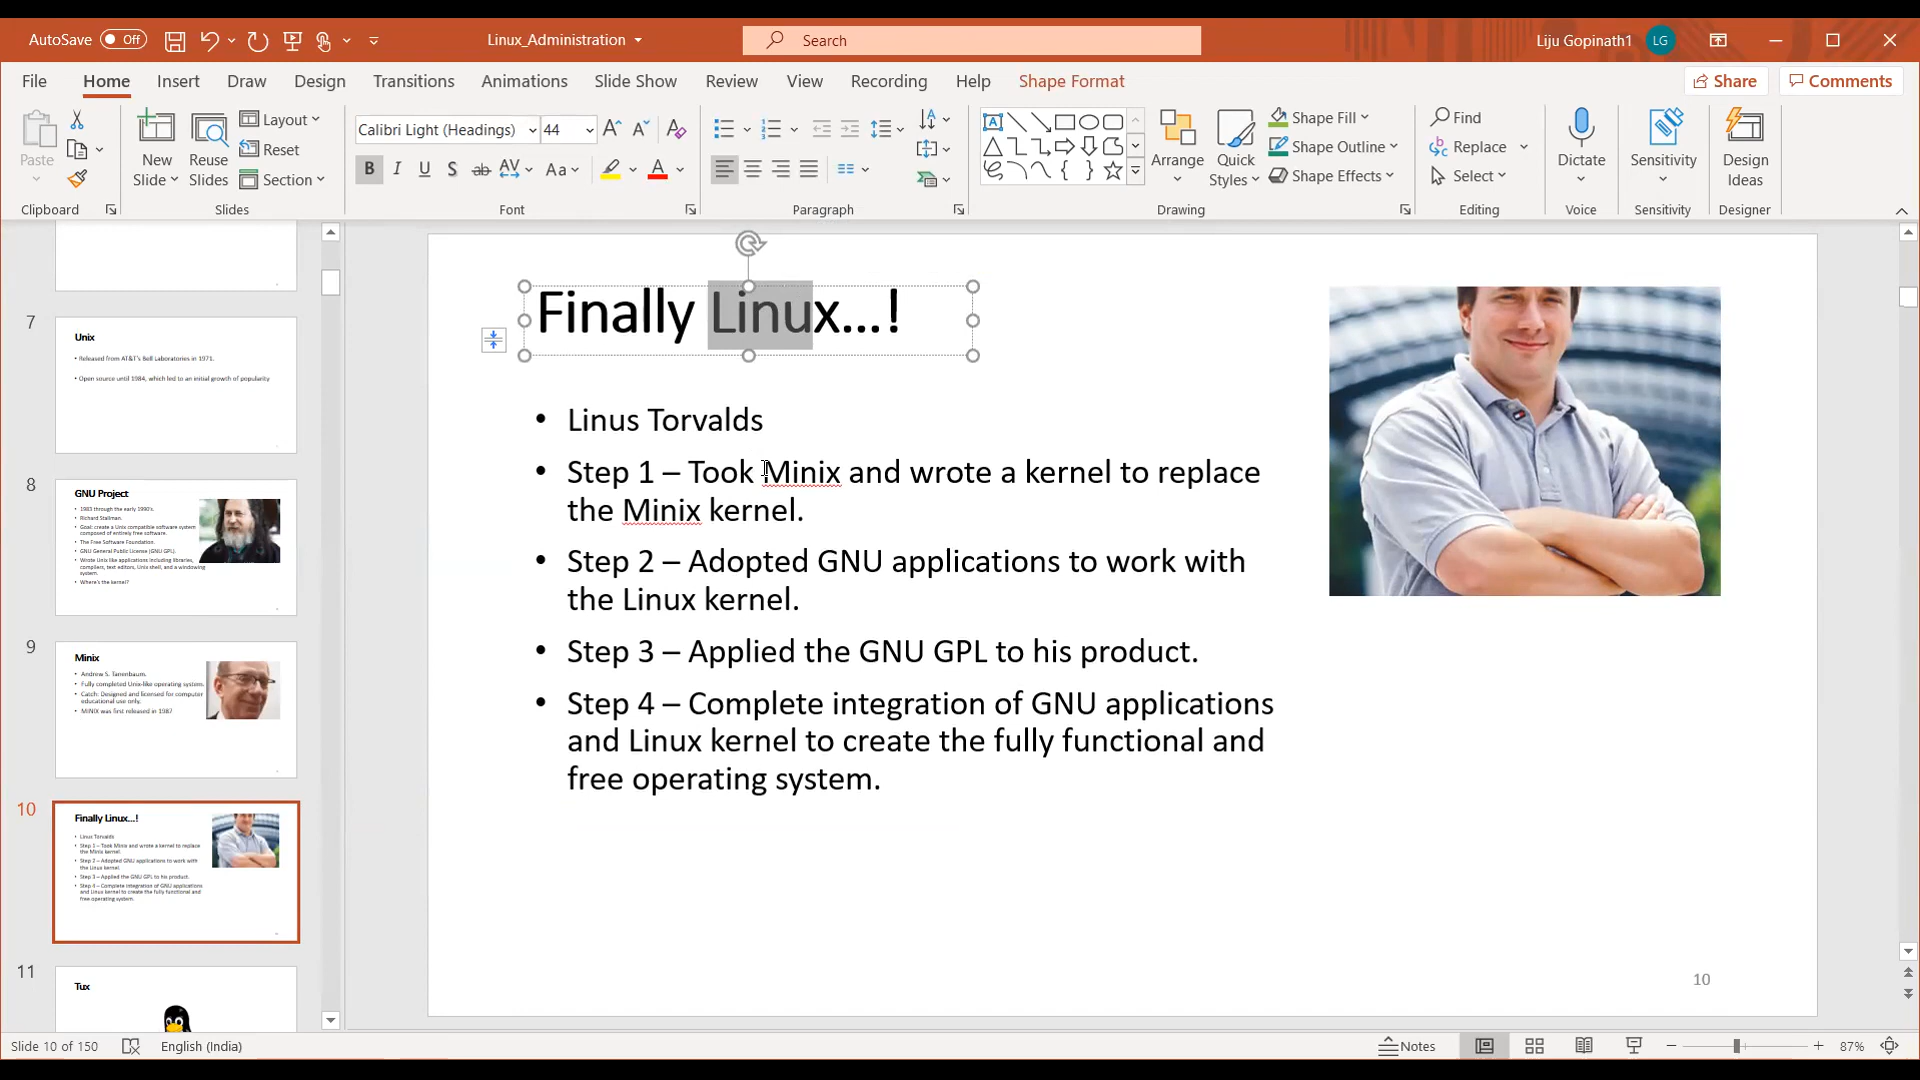 AutoSave Off
Linux_Administration
Search
Liju Gopinath1 LG
File Home Insert Draw Design Transitions Animations Slide Show Review View Recording Help Shape Format Share Comments
Paste
New Slide
Reuse Slides
Layout
Reset
Section
Calibri Light (Headings) 44
B I U S ab AV Aa A
Arrange
Quick Styles
Shape Fill
Shape Outline
Shape Effects
Find
Replace
Select
Dictate
Sensitivity
Design Ideas
Clipboard Slides Font Paragraph Drawing Editing Voice Sensitivity Designer
7
Unix
• Released from AT&T's Bell Laboratories in 1971.
• Open source until 1984, which led to an initial growth of popularity
8
GNU Project
• 1983 through the early 1990's.
• Richard Stallman.
• Goal: create a Unix compatible software system
composed of entirely free software.
• The Free Software Foundation.
• GNU General Public License (GNU GPL).
• Wrote Unix like applications including libraries,
compilers, text editors, Unix shell, and a windowing
system.
• Where's the kernel?
9
Minix
• Andrew S. Tanenbaum.
• Fully completed Unix-like operating system.
• Catch: Designed and licensed for computer
educational use only.
• MINIX was first released in 1987
10
Finally Linux...!
• Linus Torvalds
• Step 1 – Took Minix and wrote a kernel to replace
the Minix kernel.
• Step 2 – Adopted GNU applications to work with
the Linux kernel.
• Step 3 – Applied the GNU GPL to his product.
• Step 4 – Complete integration of GNU applications
and Linux kernel to create the fully functional and
free operating system.
11
Tux
Finally Linux...!
• Linus Torvalds
• Step 1 – Took Minix and wrote a kernel to replace
the Minix kernel.
• Step 2 – Adopted GNU applications to work with
the Linux kernel.
• Step 3 – Applied the GNU GPL to his product.
• Step 4 – Complete integration of GNU applications
and Linux kernel to create the fully functional and
free operating system.
10
Slide 10 of 150
English (India)
Notes
87%